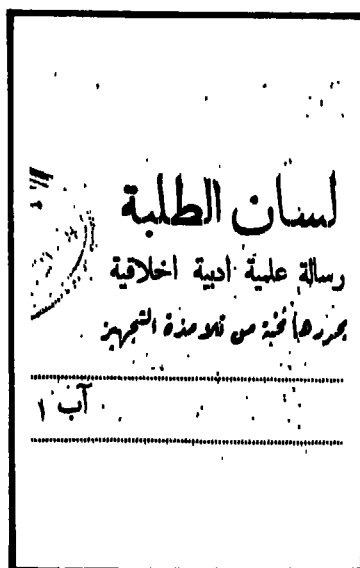 لسان الطلبة
رسالة علمية ادبية اخلاقية
يحررها نخبة من تلامذة التجهيز
آب ١